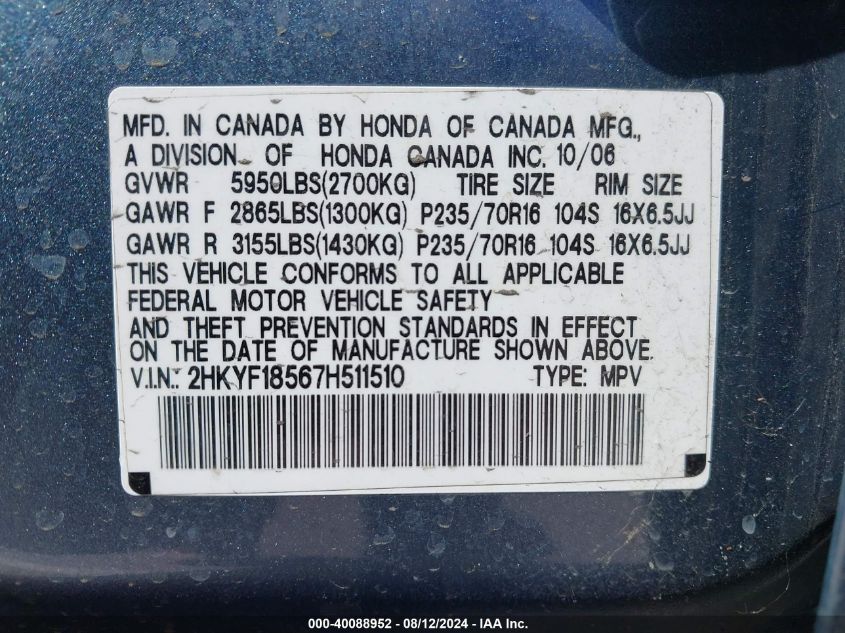 MFD. IN CANADA BY HONDA OF CANADA MFG.,
A DIVISION OF HONDA CANADA INC. 10/06
GVWR 5950LBS(2700KG) TIRE SIZE RIM SIZE
GAWR F 2865LBS(1300KG) P235/70R16 104S 16X6.5JJ
GAWR R 3155LBS(1430KG) P235/70R16 104S 16X6.5JJ
THIS VEHICLE CONFORMS TO ALL APPLICABLE
FEDERAL MOTOR VEHICLE SAFETY
AND THEFT PREVENTION STANDARDS IN EFFECT
ON THE DATE OF MANUFACTURE SHOWN ABOVE.
V.I.N.: 2HKYF18567H511510 TYPE: MPV
000-40088952 - 08/12/2024 - IAA Inc.